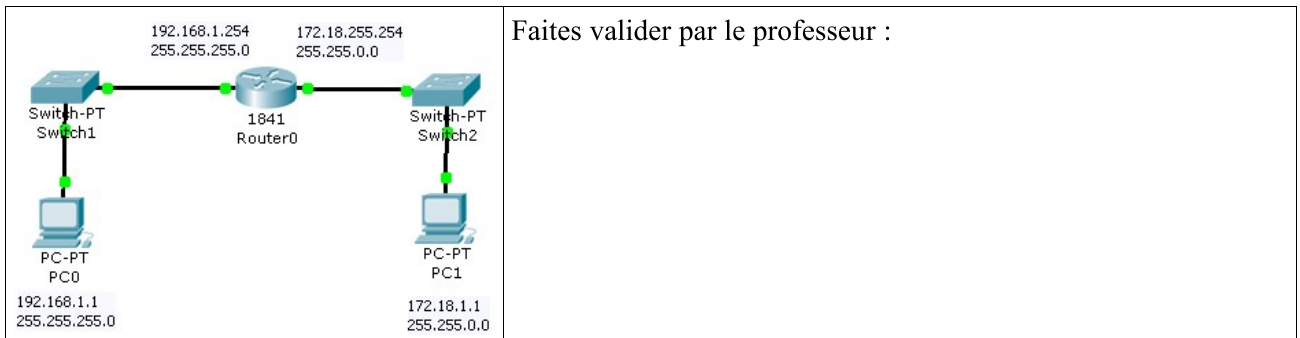 192.168.1.254
255.255.255.0
172.18.255.254
255.255.0.0
Switch-PT
Switch1
1841
Router0
Switch-PT
Switch2
PC-PT
PC0
192.168.1.1
255.255.255.0
PC-PT
PC1
172.18.1.1
255.255.0.0
Faites valider par le professeur :